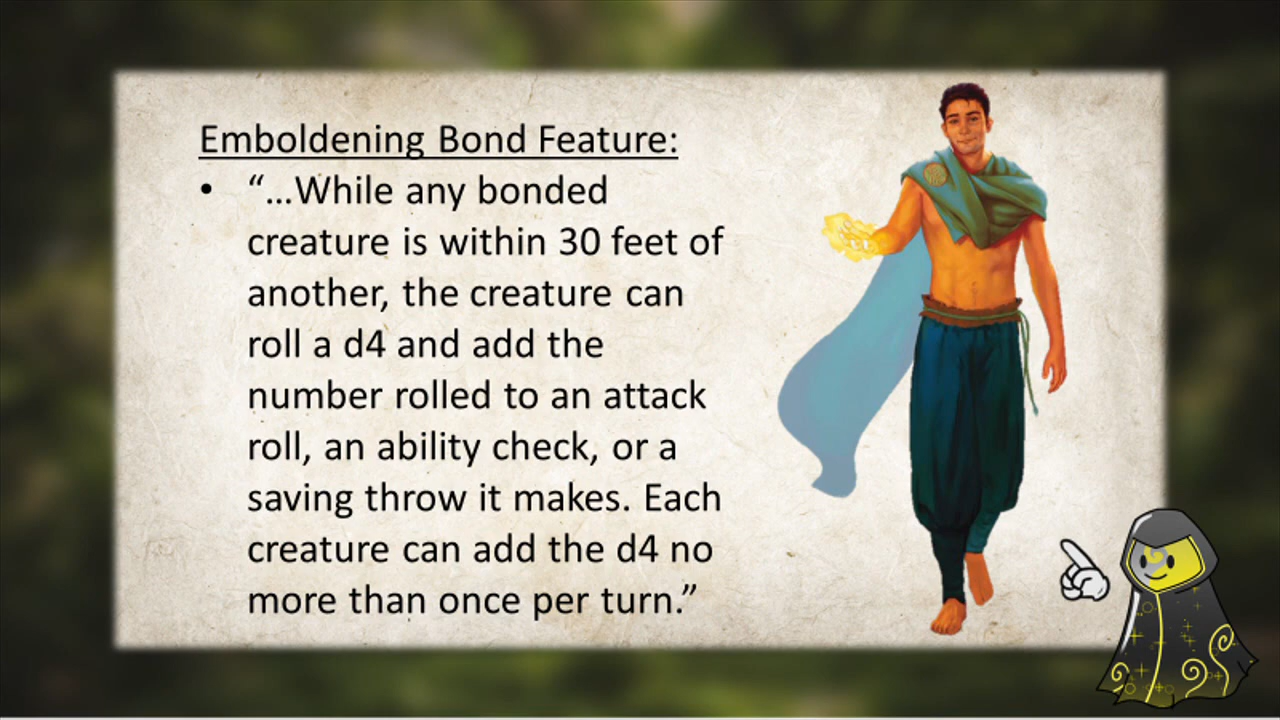 Emboldening Bond Feature:
• “...While any bonded
creature is within 30 feet of
another, the creature can
roll a d4 and add the
number rolled to an attack
roll, an ability check, or a
saving throw it makes. Each
creature can add the d4 no
more than once per turn.”